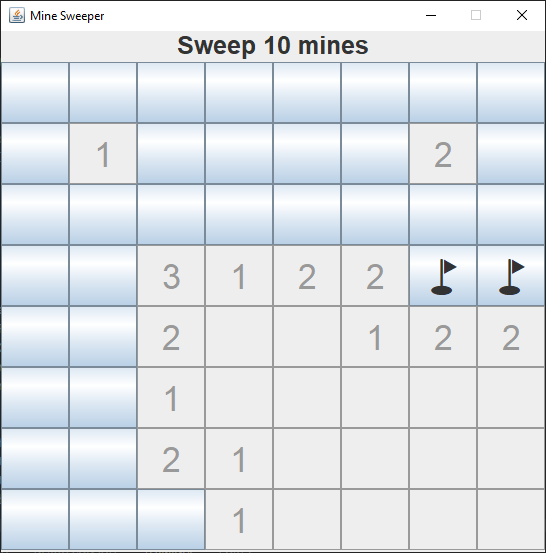 Mine Sweeper
Sweep 10 mines
1 2
3 1 2 2
2 1 2 2
1
2 1
1